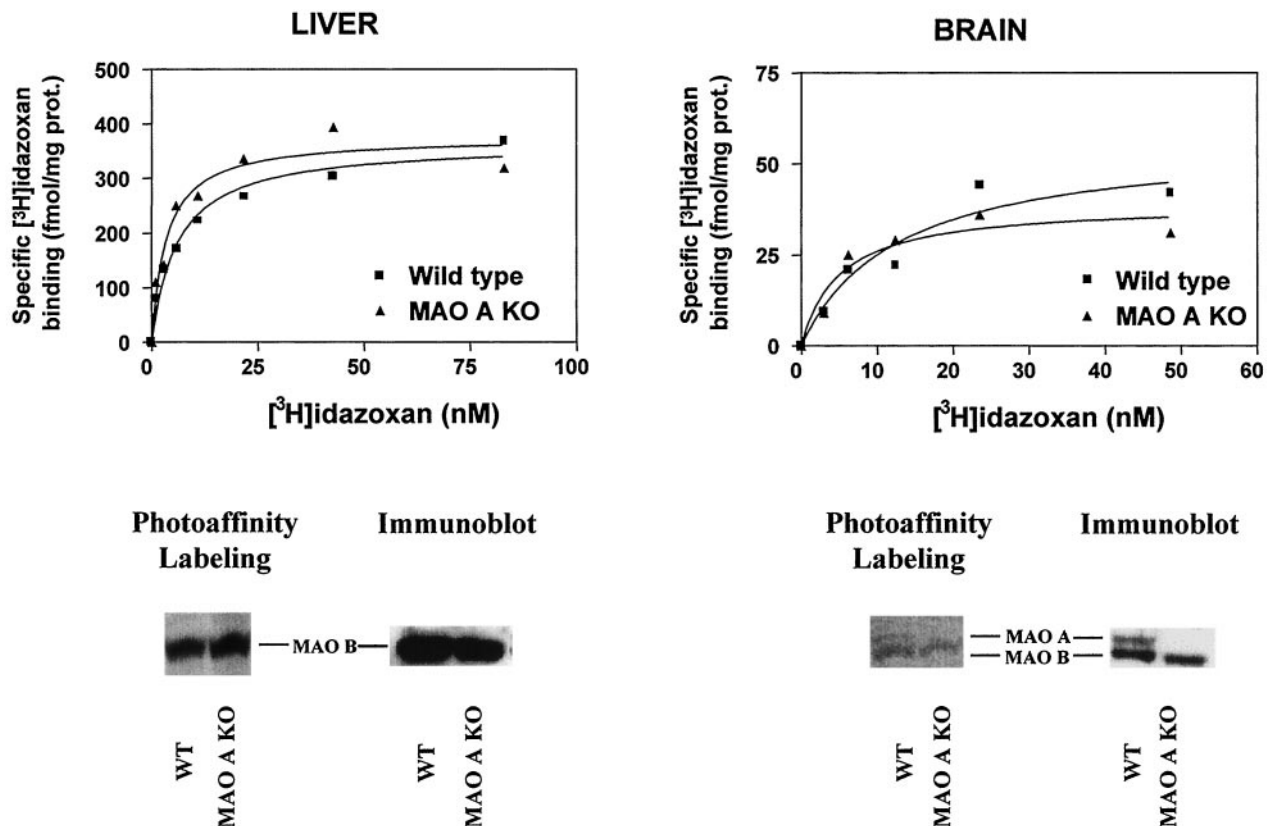 LIVER
Specific [³H]idazoxan
binding (fmol/mg prot.)
500
400
300
200
100
0
Wild type
MAO A KO
0 25 50 75 100
[³H]idazoxan (nM)
BRAIN
Specific [³H]idazoxan
binding (fmol/mg prot.)
75
50
25
0
Wild type
MAO A KO
0 10 20 30 40 50 60
[³H]idazoxan (nM)
Photoaffinity
Labeling
Immunoblot
MAO B
WT
MAO A KO
WT
MAO A KO
Photoaffinity
Labeling
Immunoblot
MAO A
MAO B
WT
MAO A KO
WT
MAO A KO